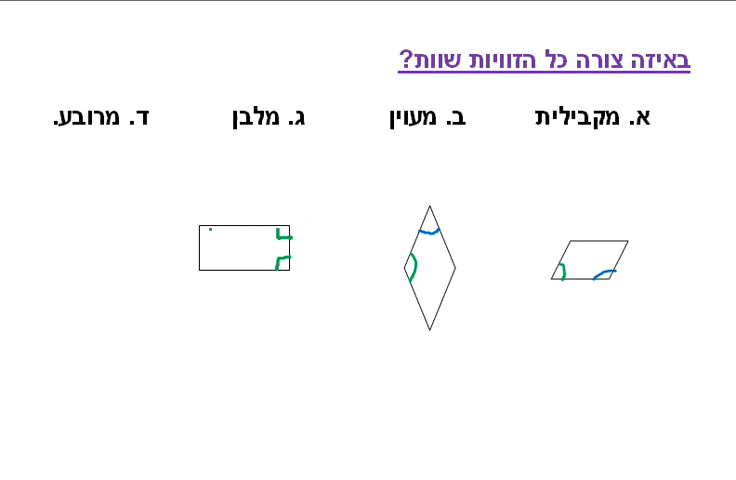 באיזה צורה כל הזוויות שוות?
א. מקבילית ב. מעוין ג. מלבן ד. מרובע.